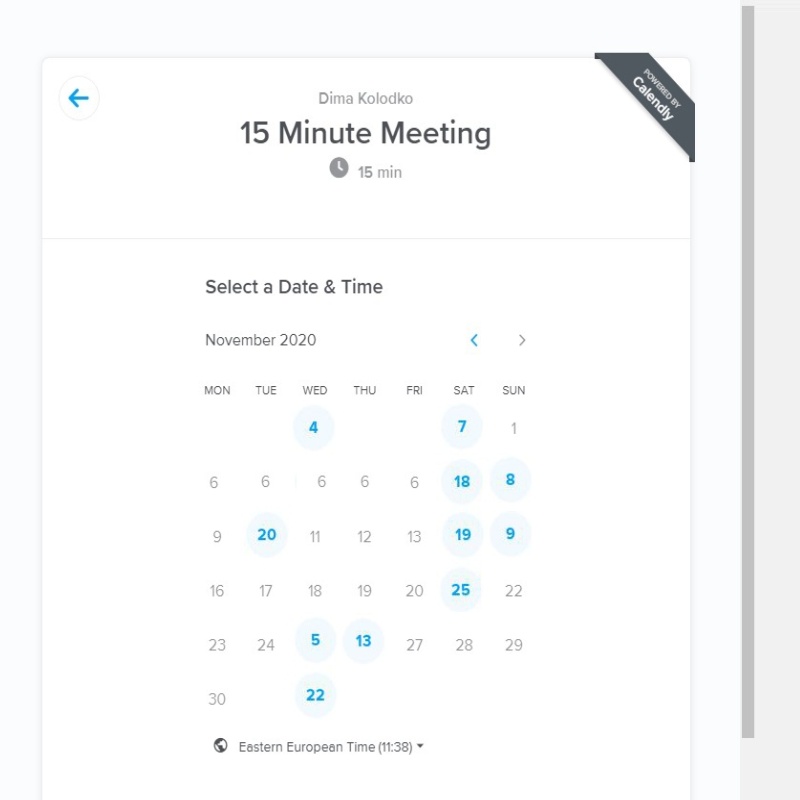 POWERED BY
Calendly
Dima Kolodko
15 Minute Meeting
15 min
Select a Date & Time
November 2020
MON TUE WED THU FRI SAT SUN
4 7 1
6 6 6 6 6 18 8
9 20 11 12 13 19 9
16 17 18 19 20 25 22
23 24 5 13 27 28 29
30 22
Eastern European Time (11:38)